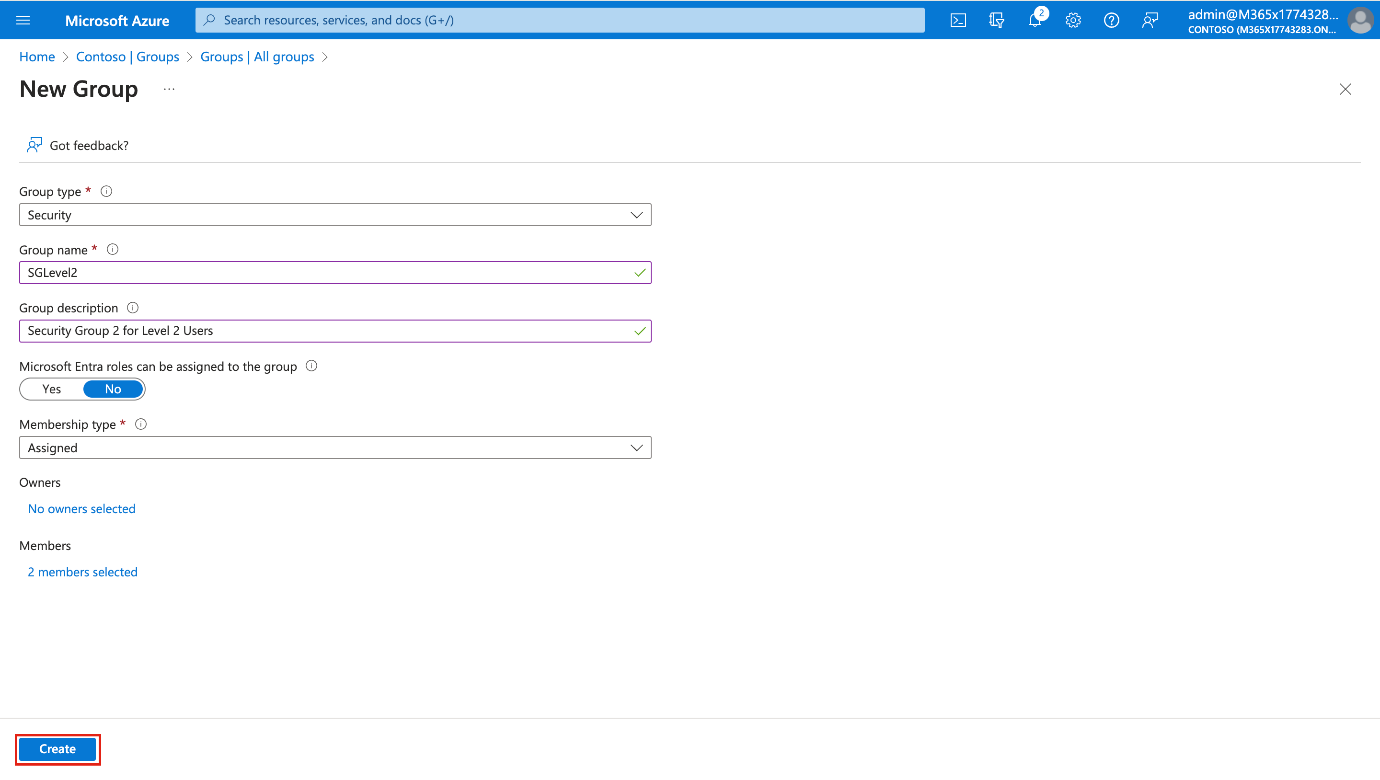 Microsoft Azure
Search resources, services, and docs (G+/)
2
admin@M365x1774328...
CONTOSO (M365X17743283.ON...
Home > Contoso | Groups > Groups | All groups >
New Group ...
Got feedback?
Group type *
Security
Group name *
SGLevel2
Group description
Security Group 2 for Level 2 Users
Microsoft Entra roles can be assigned to the group
Yes No
Membership type *
Assigned
Owners
No owners selected
Members
2 members selected
Create